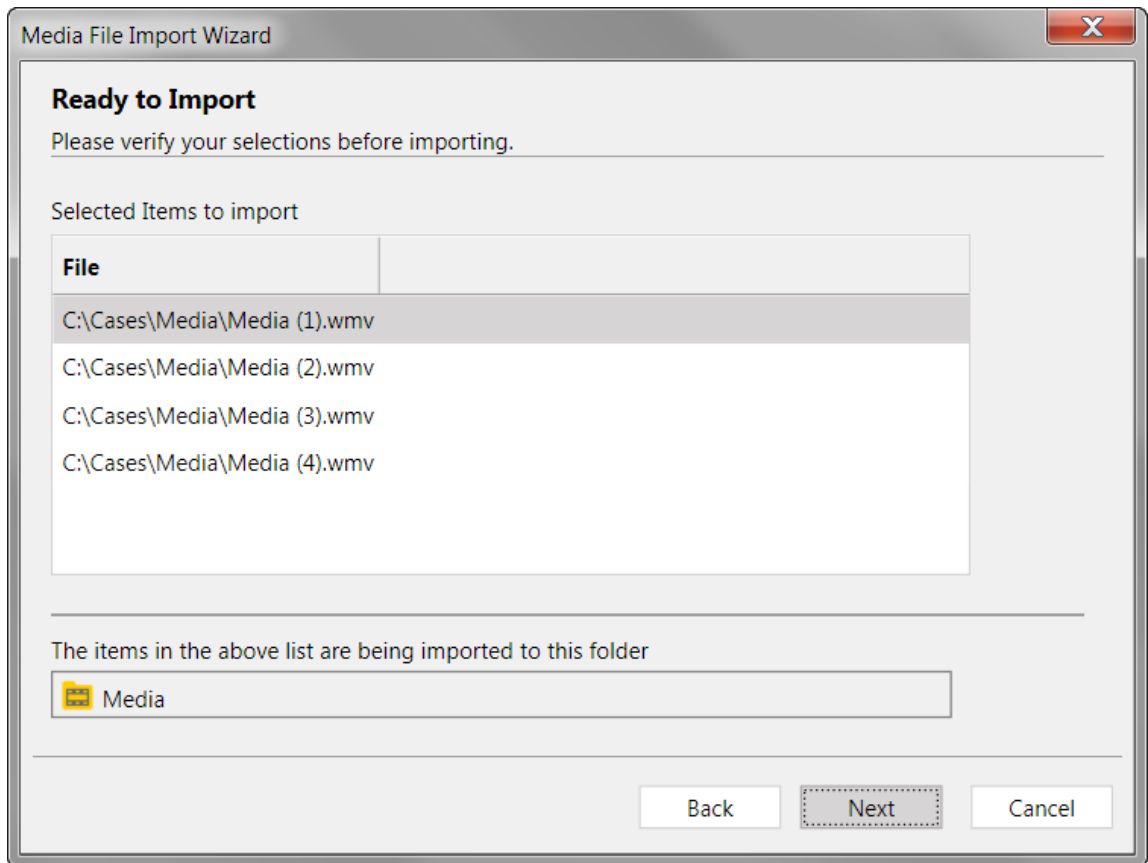 Media File Import Wizard
Ready to Import
Please verify your selections before importing.
Selected Items to import
File
C:\Cases\Media\Media (1).wmv
C:\Cases\Media\Media (2).wmv
C:\Cases\Media\Media (3).wmv
C:\Cases\Media\Media (4).wmv
The items in the above list are being imported to this folder
Media
Back Next Cancel